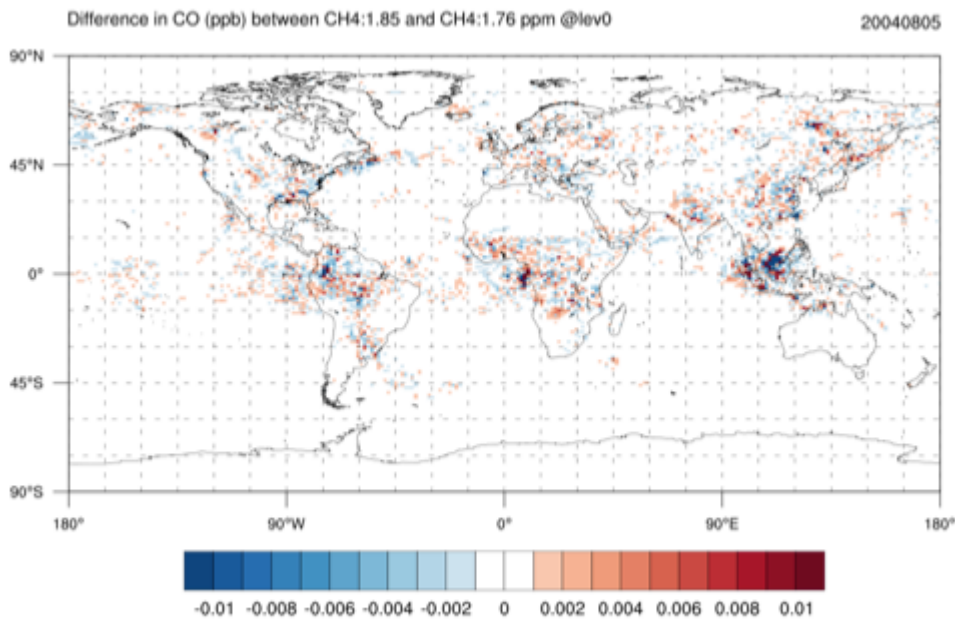 Difference in CO (ppb) between CH4:1.85 and CH4:1.76 ppm @lev0 20040805
90°N
45°N
0°
45°S
90°S
180° 90°W 0° 90°E 180°
-0.01 -0.008 -0.006 -0.004 -0.002 0 0.002 0.004 0.006 0.008 0.01